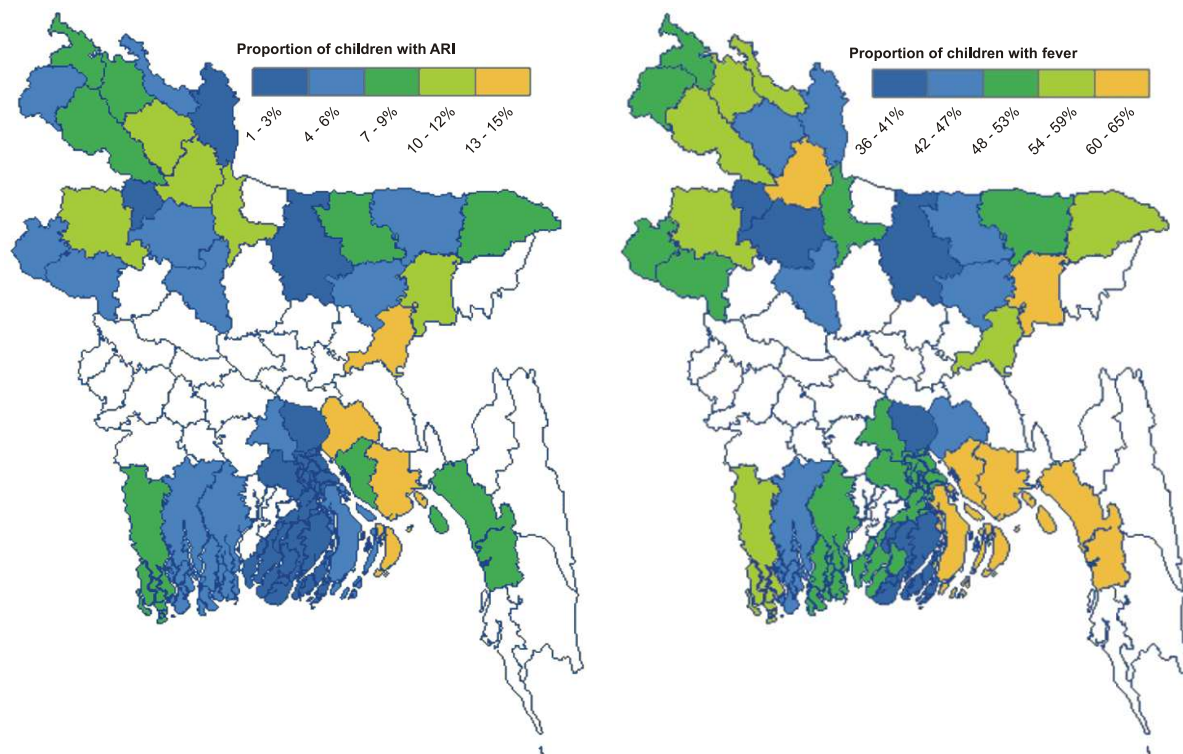 Proportion of children with ARI
1 - 3%
4 - 6%
7 - 9%
10 - 12%
13 - 15%
Proportion of children with fever
36 - 41%
42 - 47%
48 - 53%
54 - 59%
60 - 65%